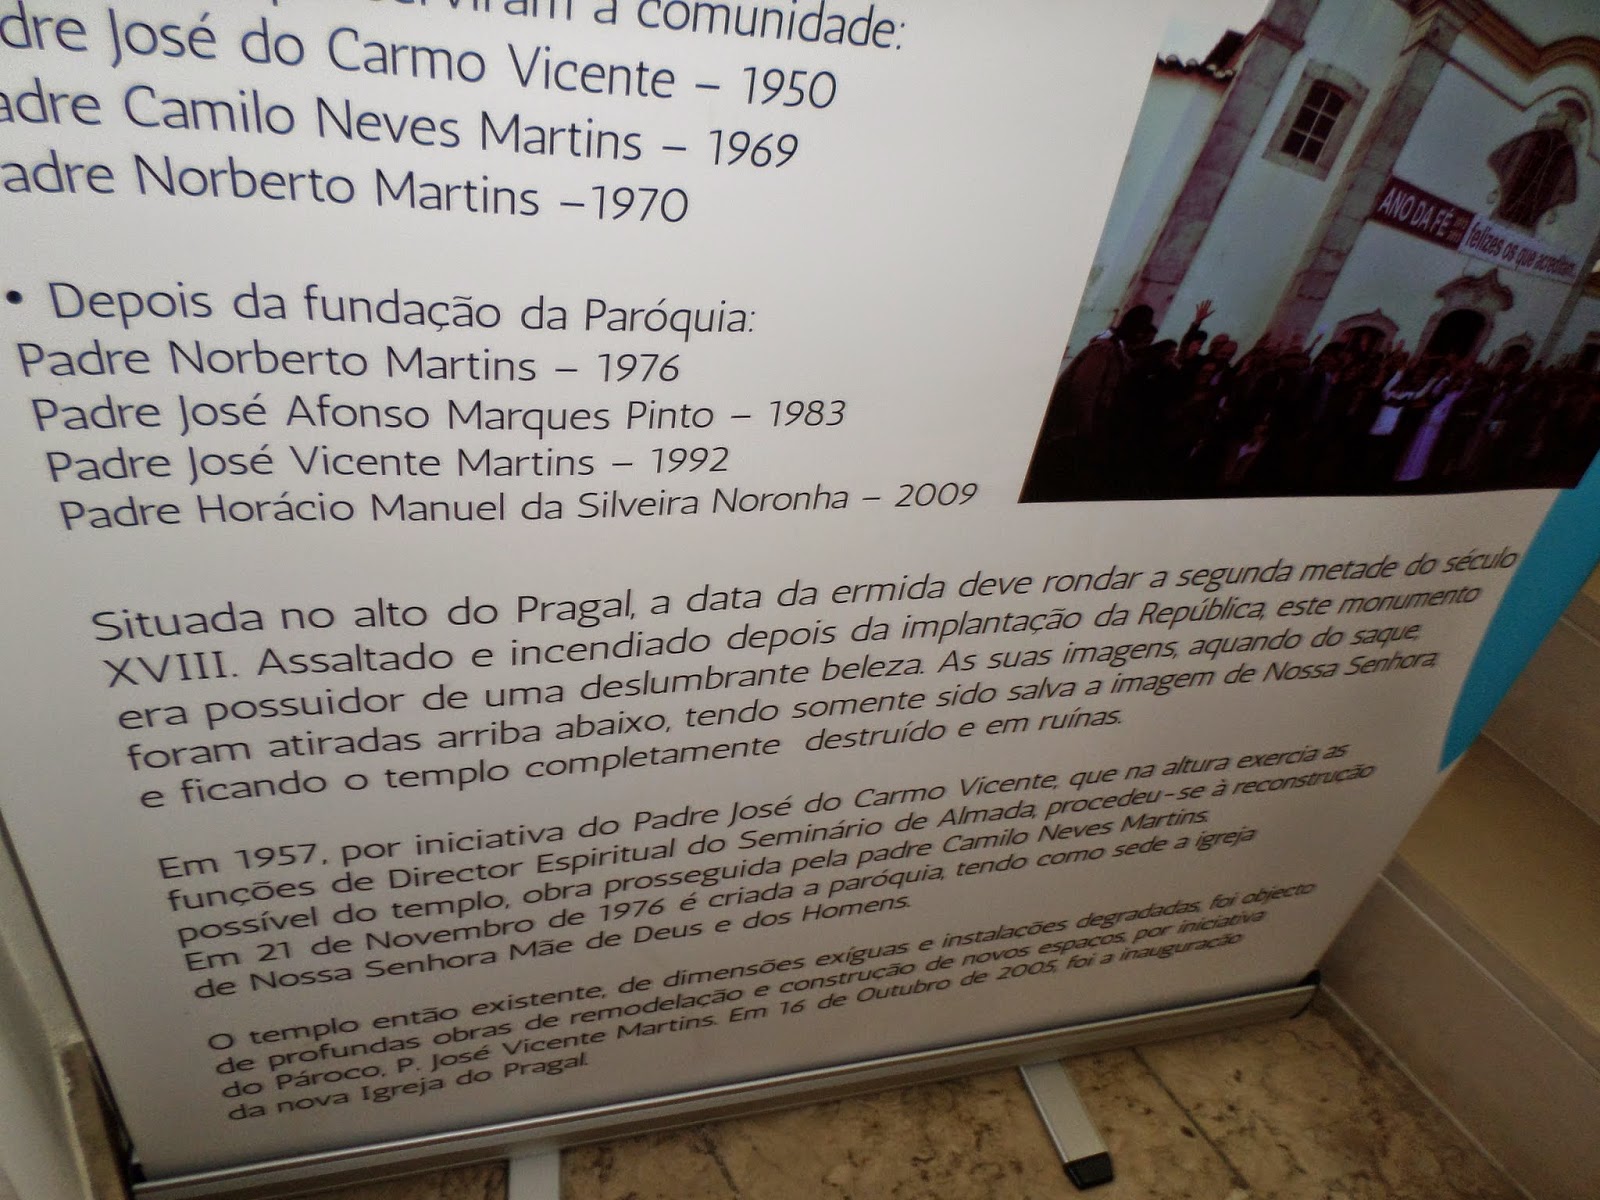 serviram a comunidade:
dre José do Carmo Vicente – 1950
adre Camilo Neves Martins – 1969
adre Norberto Martins –1970
• Depois da fundação da Paróquia:
Padre Norberto Martins – 1976
Padre José Afonso Marques Pinto – 1983
Padre José Vicente Martins – 1992
Padre Horácio Manuel da Silveira Noronha – 2009
ANO DA FÉ felizes os que acreditam
Situada no alto do Pragal, a data da ermida deve rondar a segunda metade do século
XVIII. Assaltado e incendiado depois da implantação da República, este monumento
era possuidor de uma deslumbrante beleza. As suas imagens, aquando do saque,
foram atiradas arriba abaixo, tendo somente sido salva a imagem de Nossa Senhora,
e ficando o templo completamente destruído e em ruínas.
Em 1957, por iniciativa do Padre José do Carmo Vicente, que na altura exercia as
funções de Director Espiritual do Seminário de Almada, procedeu-se à reconstrução
possível do templo, obra prosseguida pela padre Camilo Neves Martins.
Em 21 de Novembro de 1976 é criada a paróquia, tendo como sede a igreja
de Nossa Senhora Mãe de Deus e dos Homens.
O templo então existente, de dimensões exíguas e instalações degradadas, foi objecto
de profundas obras de remodelação e construção de novos espaços, por iniciativa
do Pároco, P. José Vicente Martins. Em 16 de Outubro de 2005, foi a inauguração
da nova Igreja do Pragal.